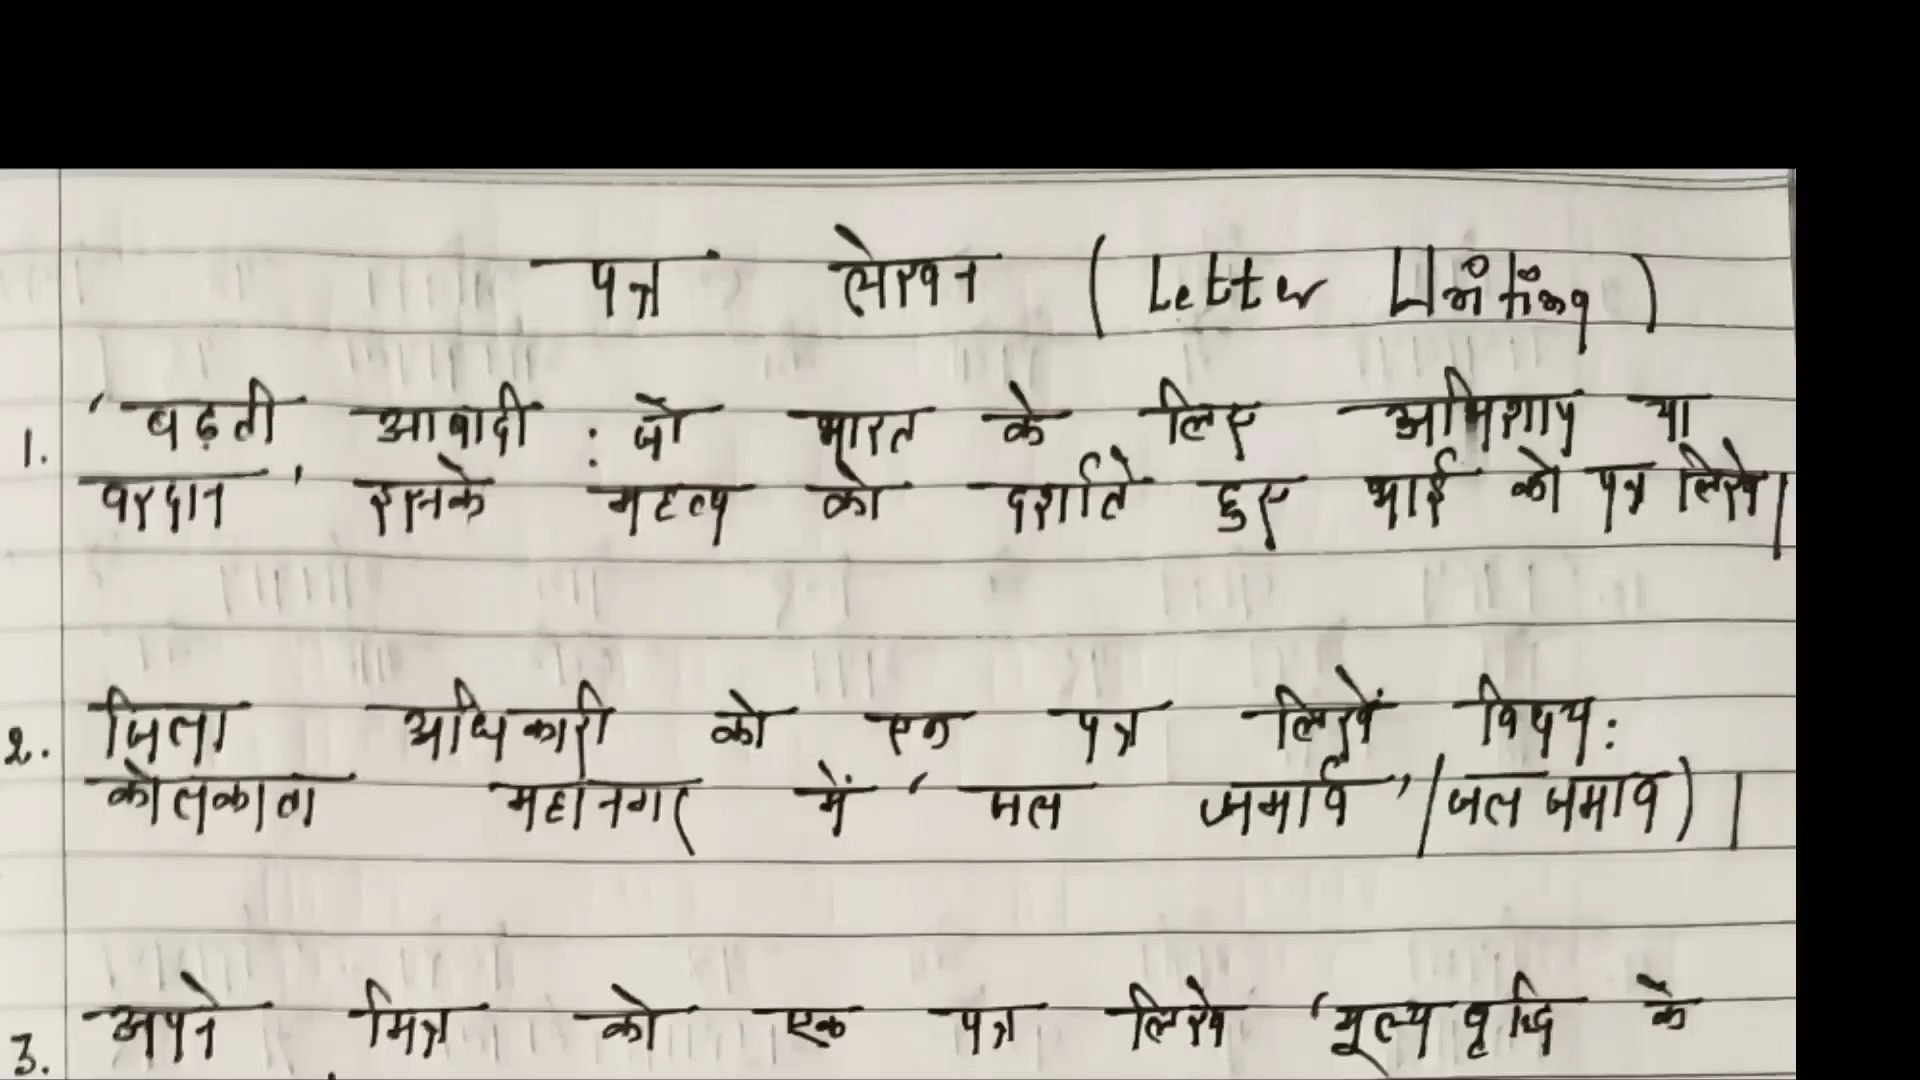 पत्र लेखन (Letter Writing)
1. 'बढ़ती आबादी : जो भारत के लिए अभिशाप या
वरदान' इनके महत्व को दर्शाते हुए भाई को पत्र लिखे।
2. जिला अधिकारी को एक पत्र लिखें विषय:
कोलकाता महानगर में 'जल जमाव' (जल जमाव)।
3. अपने मित्र को एक पत्र लिखे 'मूल्य वृद्धि के